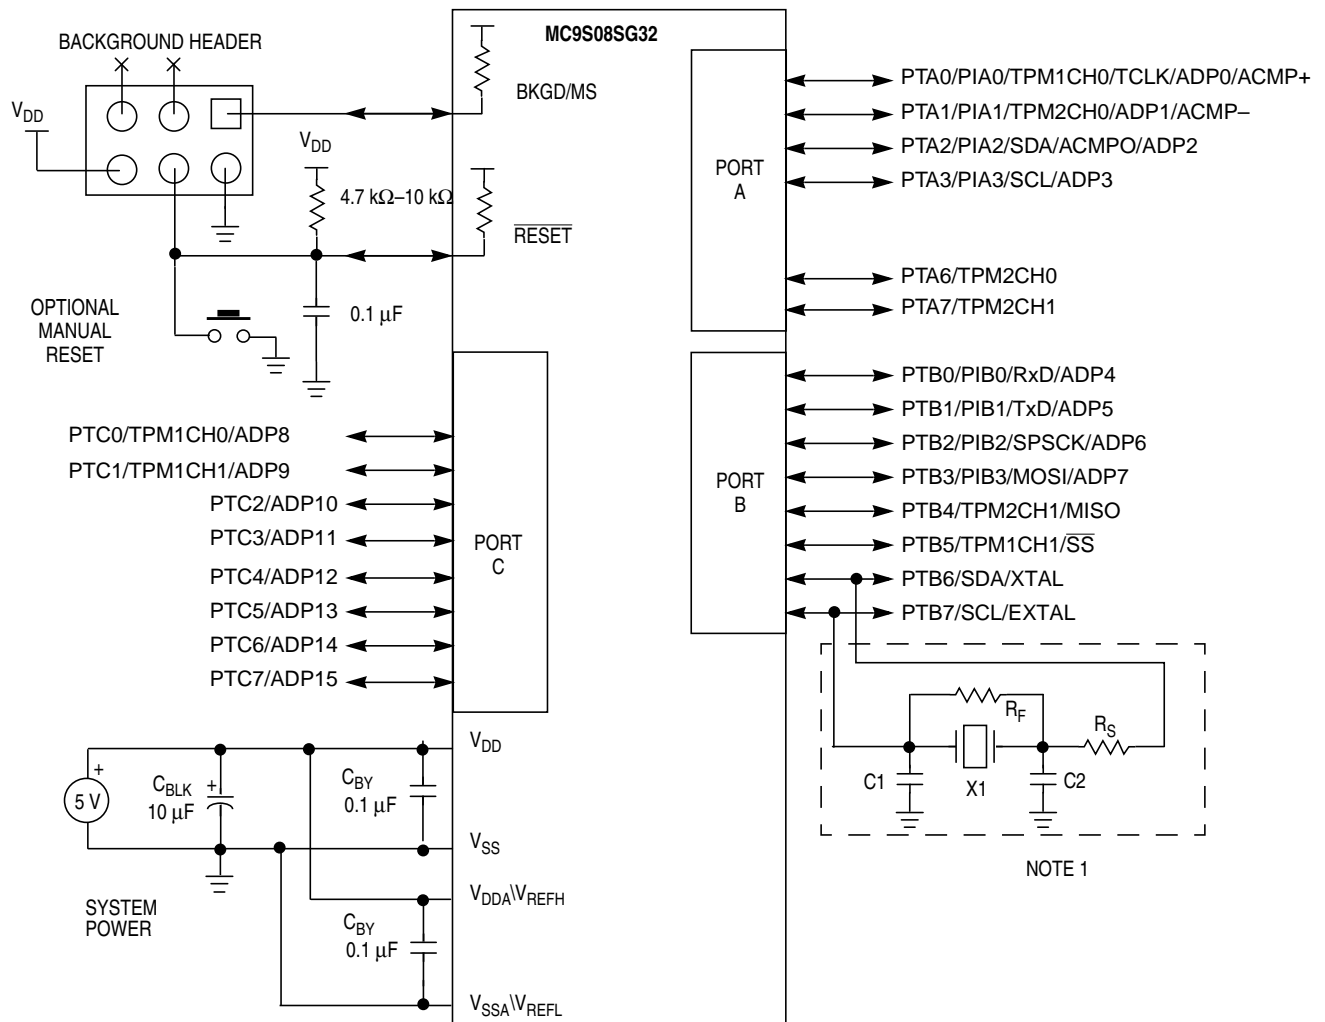 MC9S08SG32
BACKGROUND HEADER
V_DD
BKGD/MS
V_DD
4.7 kΩ–10 kΩ
R̅E̅S̅E̅T̅
OPTIONAL
MANUAL
RESET
0.1 µF
PORT
A
PTA0/PIA0/TPM1CH0/TCLK/ADP0/ACMP+
PTA1/PIA1/TPM2CH0/ADP1/ACMP–
PTA2/PIA2/SDA/ACMPO/ADP2
PTA3/PIA3/SCL/ADP3
PTA6/TPM2CH0
PTA7/TPM2CH1
PORT
B
PTB0/PIB0/RxD/ADP4
PTB1/PIB1/TxD/ADP5
PTB2/PIB2/SPSCK/ADP6
PTB3/PIB3/MOSI/ADP7
PTB4/TPM2CH1/MISO
PTB5/TPM1CH1/S̅S̅
PTB6/SDA/XTAL
PTB7/SCL/EXTAL
PTC0/TPM1CH0/ADP8
PTC1/TPM1CH1/ADP9
PTC2/ADP10
PTC3/ADP11
PTC4/ADP12
PTC5/ADP13
PTC6/ADP14
PTC7/ADP15
PORT
C
R_F
R_S
C1
X1
C2
NOTE 1
V_DD
+
5 V
C_BLK
+
10 µF
C_BY
0.1 µF
V_SS
SYSTEM
POWER
V_DDA\V_REFH
C_BY
0.1 µF
V_SSA\V_REFL